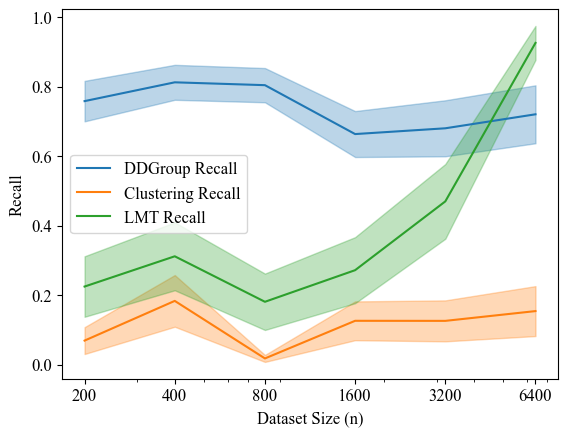 1.0
0.8
0.6
0.4
0.2
0.0
Recall
DDGroup Recall
Clustering Recall
LMT Recall
200 400 800 1600 3200 6400
Dataset Size (n)